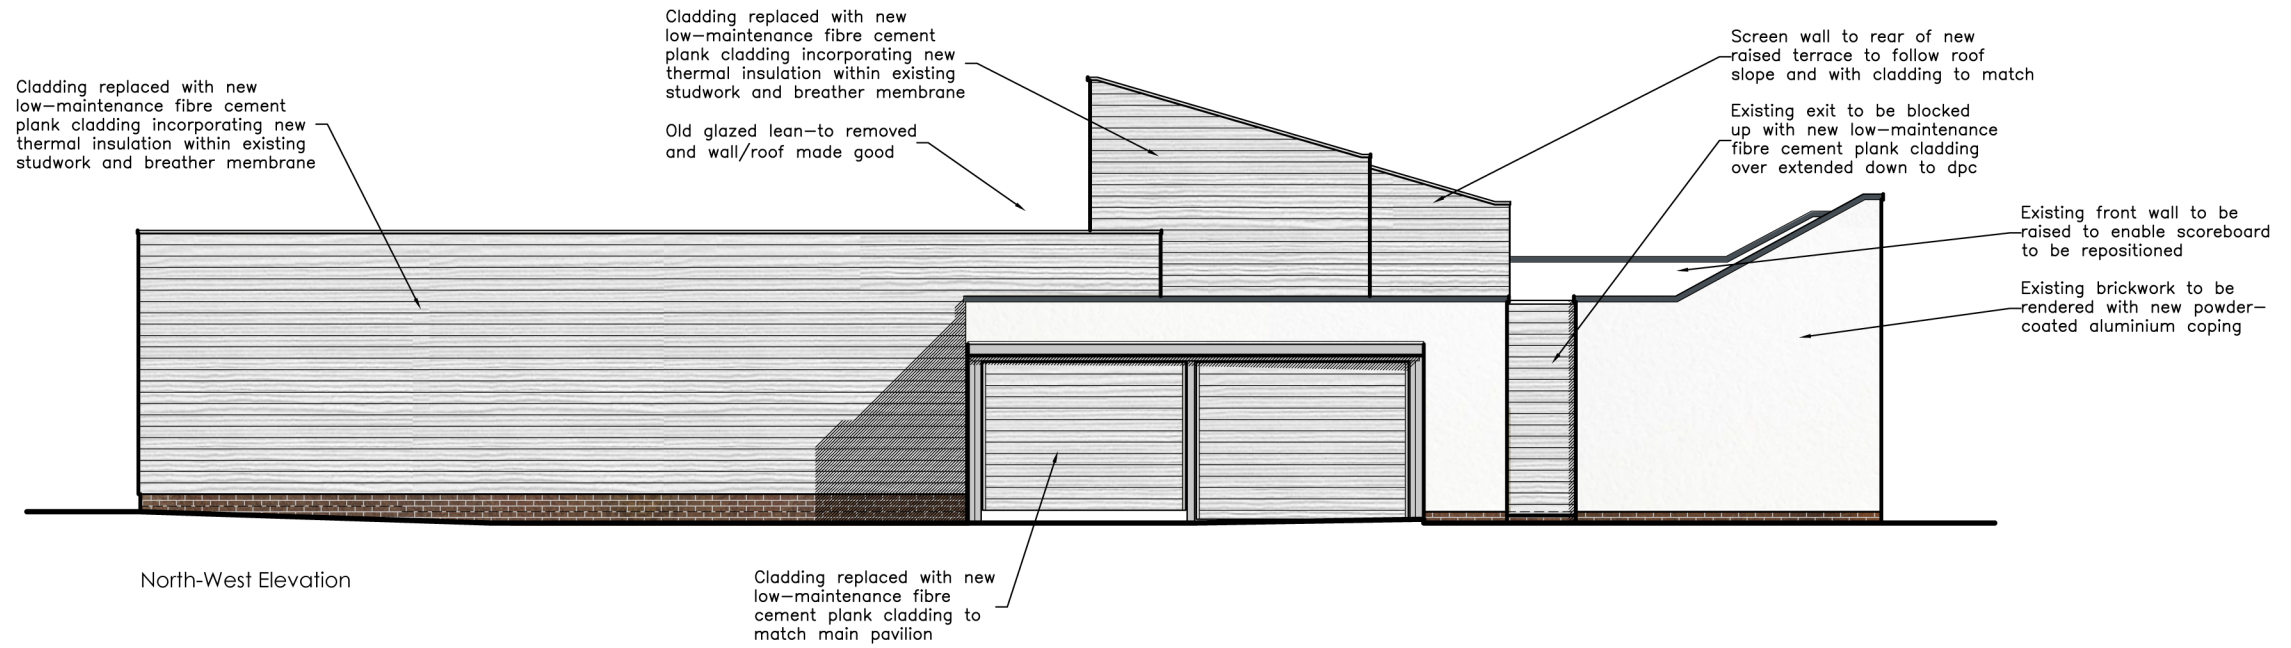 Cladding replaced with new
low-maintenance fibre cement
plank cladding incorporating new
thermal insulation within existing
studwork and breather membrane
Cladding replaced with new
low-maintenance fibre cement
plank cladding incorporating new
thermal insulation within existing
studwork and breather membrane
Old glazed lean-to removed
and wall/roof made good
Screen wall to rear of new
raised terrace to follow roof
slope and with cladding to match
Existing exit to be blocked
up with new low-maintenance
fibre cement plank cladding
over extended down to dpc
Existing front wall to be
raised to enable scoreboard
to be repositioned
Existing brickwork to be
rendered with new powder-
coated aluminium coping
North-West Elevation
Cladding replaced with new
low-maintenance fibre
cement plank cladding to
match main pavilion